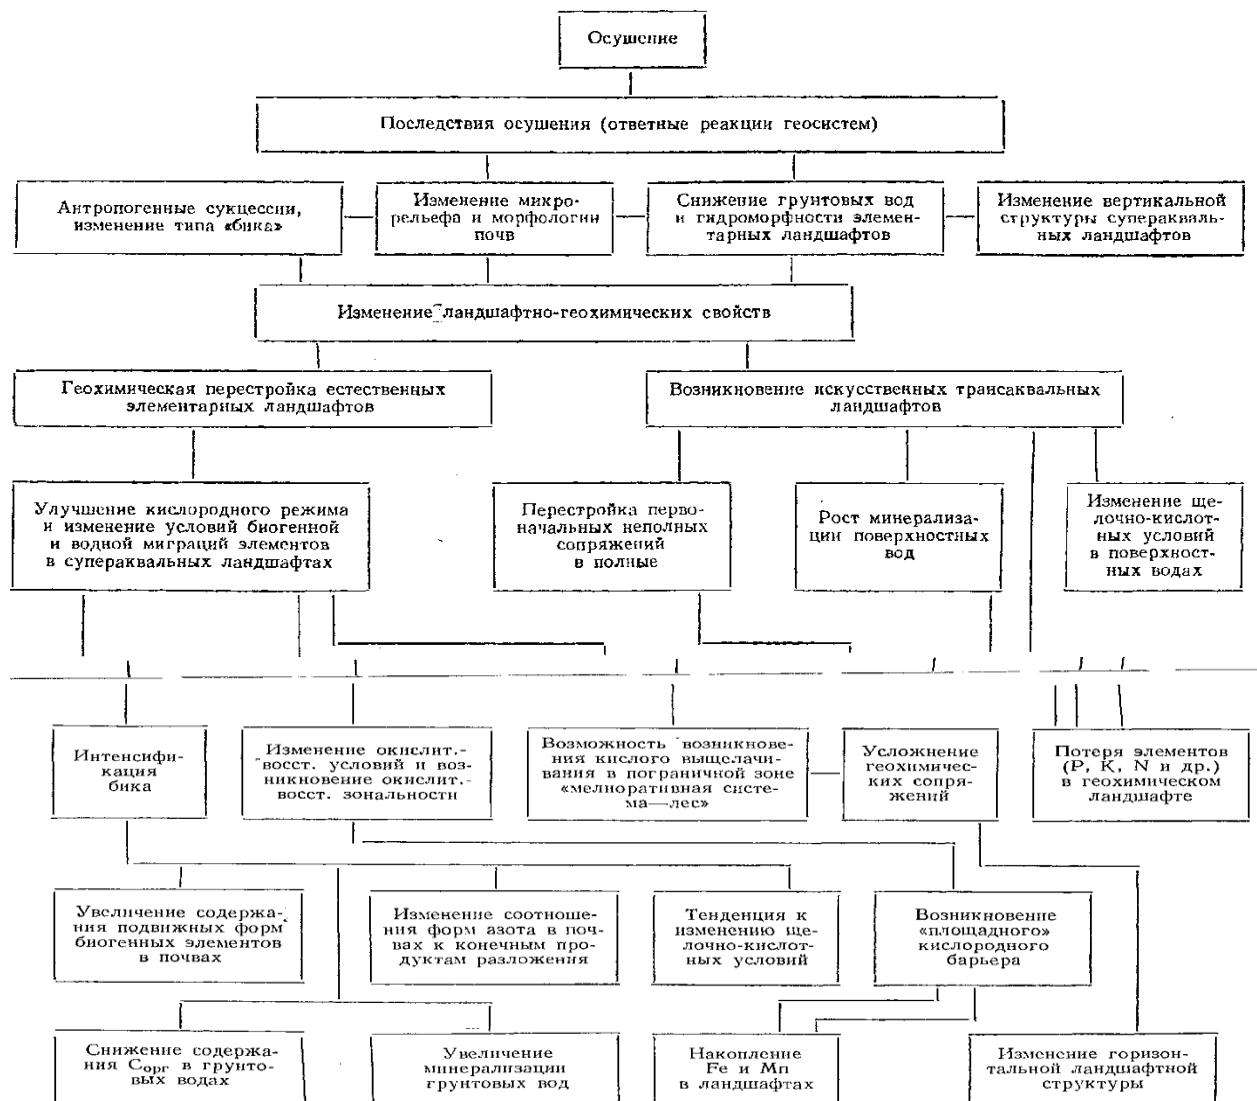 Осушение
Последствия осушения (ответные реакции геосистем)
Антропогенные сукцессии,
изменение типа «бика»
Изменение микро-
рельефа и морфологии
почв
Снижение грунтовых вод
и гидроморфности элемен-
тарных ландшафтов
Изменение вертикальной
структуры супераkваль-
ных ландшафтов
Изменение ландшафтно-геохимических свойств
Геохимическая перестройка естественных
элементарных ландшафтов
Возникновение искусственных трансаквальных
ландшафтов
Улучшение кислородного режима
и изменение условий биогенной
и водной миграций элементов
в супераквальных ландшафтах
Перестройка перво-
начальных неполных
сопряжений
в полные
Рост минерализа-
ции поверхностных
вод
Изменение ще-
лочно-кислот-
ных условий
в поверхност-
ных водах
Интенсифи-
кация
бика
Изменение окислит.-
восст. условий и воз-
никновение окислит.-
восст. зональности
Возможность возникнове-
ния кислого выщелачи-
вания в пограничной зоне
«мелиоративная систе-
ма—лес»
Усложнение
геохимичес-
ких сопря-
жений
Потеря элементов
(P, K, N и др.)
в геохимическом
ландшафте
Увеличение содержа-
ния подвижных форм
биогенных элементов
в почвах
Изменение соотноше-
ния форм азота в поч-
вах к конечным про-
дуктам разложения
Тенденция к
изменению ще-
лочно-кислот-
ных условий
Возникновение
«площадного»
кислородного
барьера
Снижение содержа-
ния Cорг в грунто-
вых водах
Увеличение
минерализации
грунтовых вод
Накопление
Fe и Mn
в ландшафтах
Изменение горизон-
тальной ландшафтной
структуры